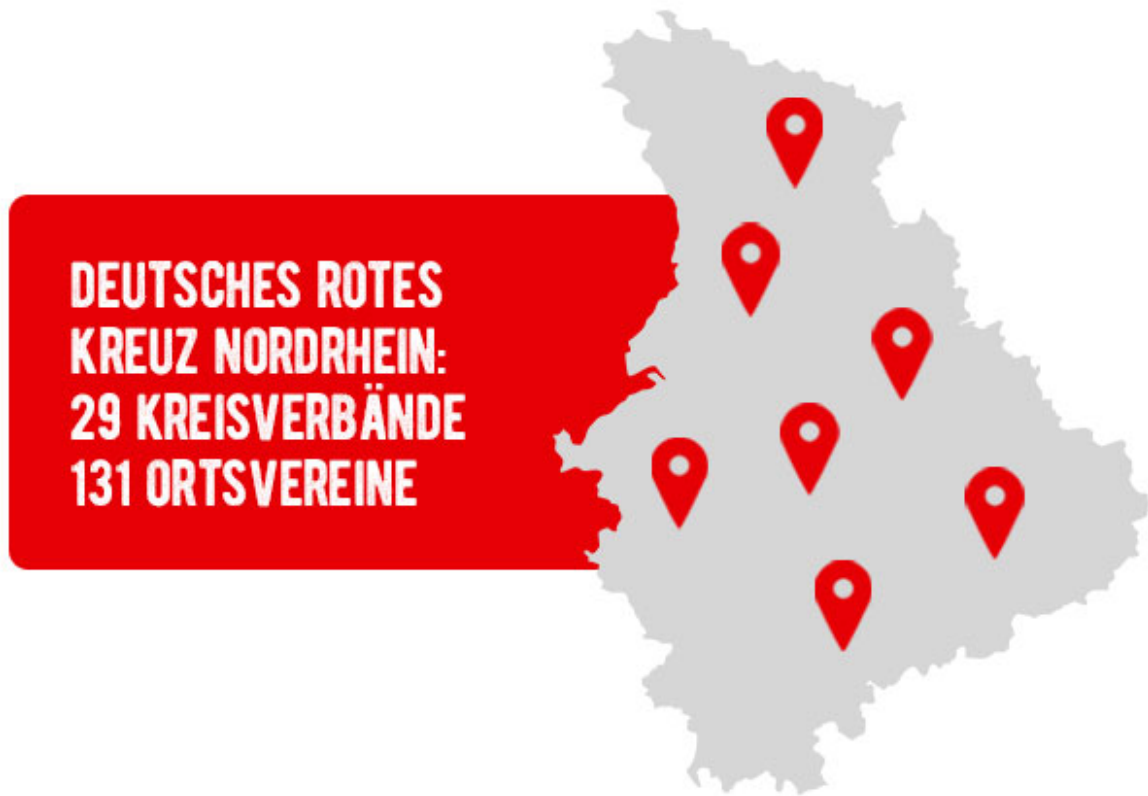 DEUTSCHES ROTES
KREUZ NORDRHEIN:
29 KREISVERBÄNDE
131 ORTSVEREINE